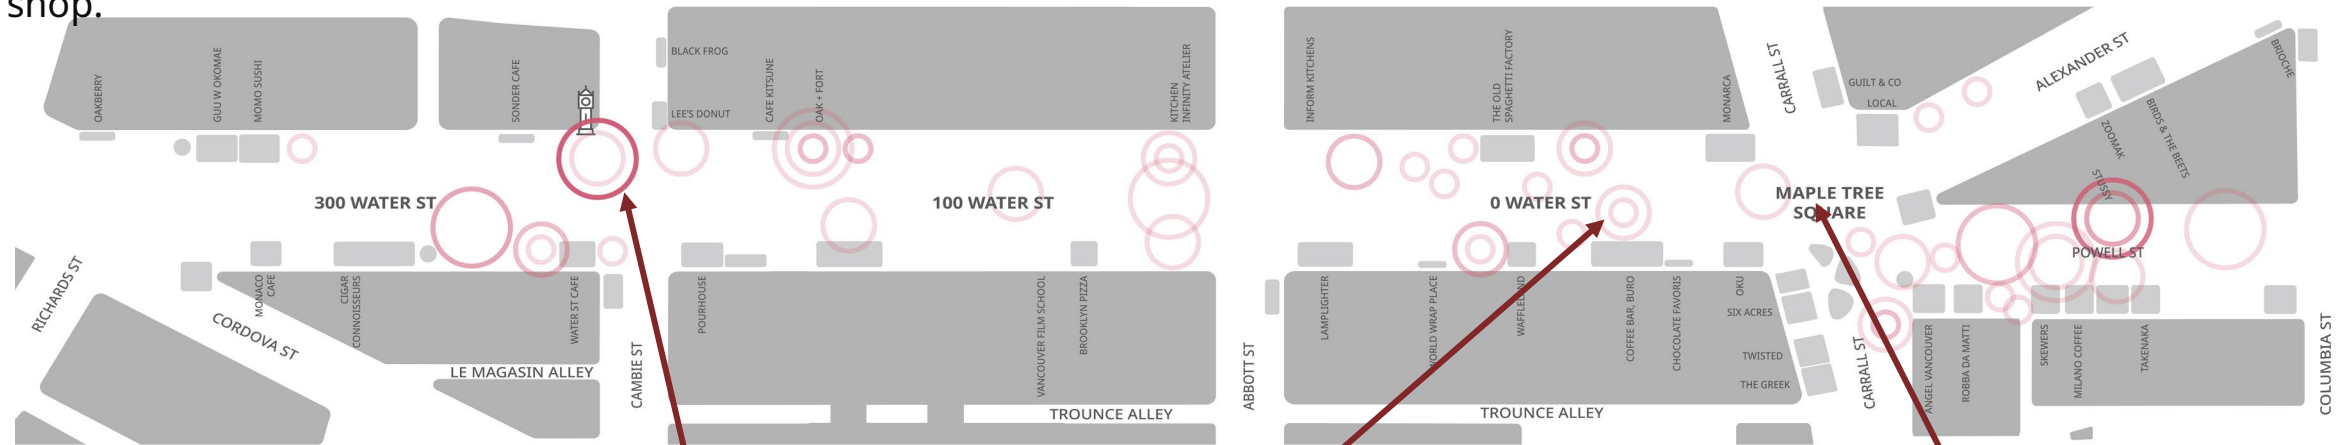 shop.
OAKBERRY
GUU W OKOMAE
MOMO SUSHI
SONDER CAFE
BLACK FROG
LEE'S DONUT
CAFE KITSUNE
OAK + FORT
KITCHEN
INFINITY ATELIER
INFORM KITCHENS
THE OLD
SPAGHETTI FACTORY
MONARCA
CARRALL ST
GUILT & CO
LOCAL
ALEXANDER ST
BRIOCHE
ZOOMAK
BIRDS & THE BEETS
STUSSY
300 WATER ST
100 WATER ST
0 WATER ST
MAPLE TREE
SQUARE
POWELL ST
RICHARDS ST
CORDOVA ST
MONACO
CAFE
CIGAR
CONNOISSEURS
WATER ST CAFE
LE MAGASIN ALLEY
CAMBIE ST
POURHOUSE
VANCOUVER FILM SCHOOL
BROOKLYN PIZZA
TROUNCE ALLEY
ABBOTT ST
LAMPLIGHTER
WORLD WRAP PLACE
WAFFLELAND
COFFEE BAR, BURO
CHOCOLATE FAVORIS
OKU
SIX ACRES
TWISTED
THE GREEK
TROUNCE ALLEY
CARRALL ST
ANGEL VANCOUVER
ROBBA DA MATTI
SKEWERS
MILANO COFFEE
TAKENAKA
COLUMBIA ST